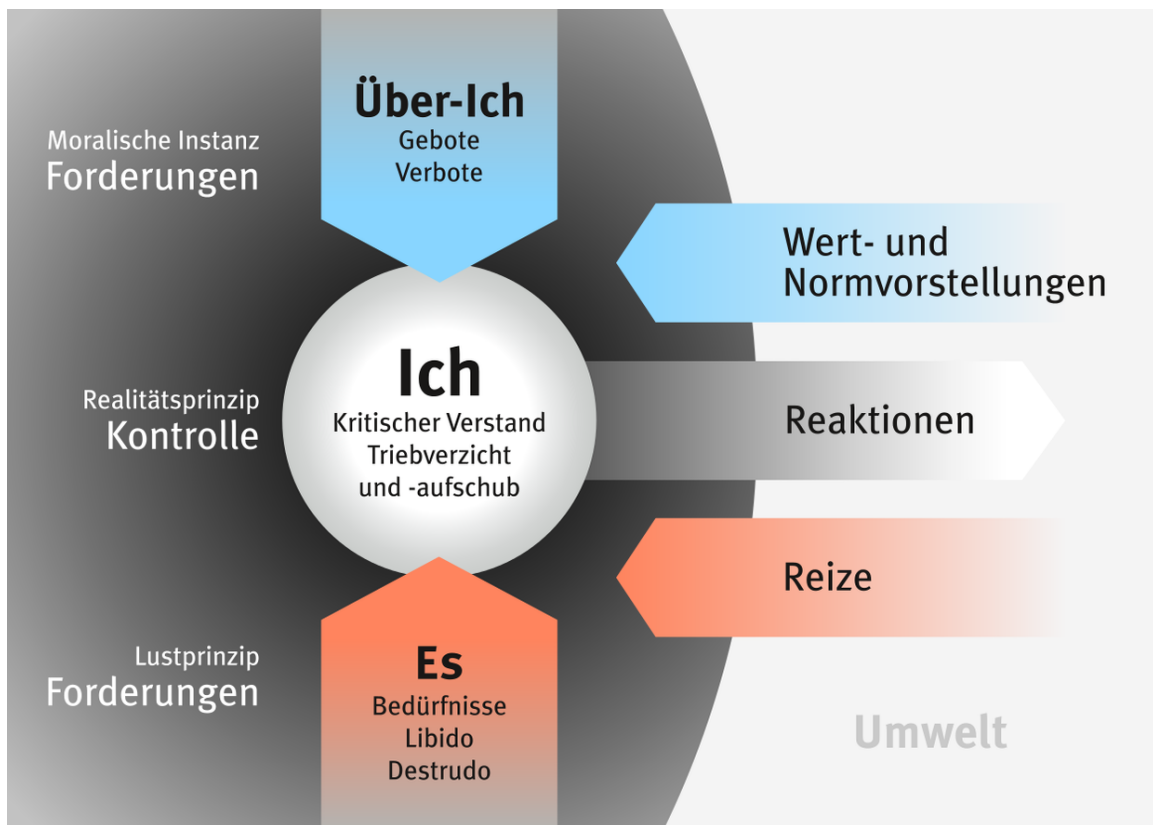 Über-Ich
Gebote
Verbote
Moralische Instanz
Forderungen
Wert- und
Normvorstellungen
Ich
Kritischer Verstand
Triebverzicht
und -aufschub
Realitätsprinzip
Kontrolle
Reaktionen
Reize
Es
Bedürfnisse
Libido
Destrudo
Lustprinzip
Forderungen
Umwelt